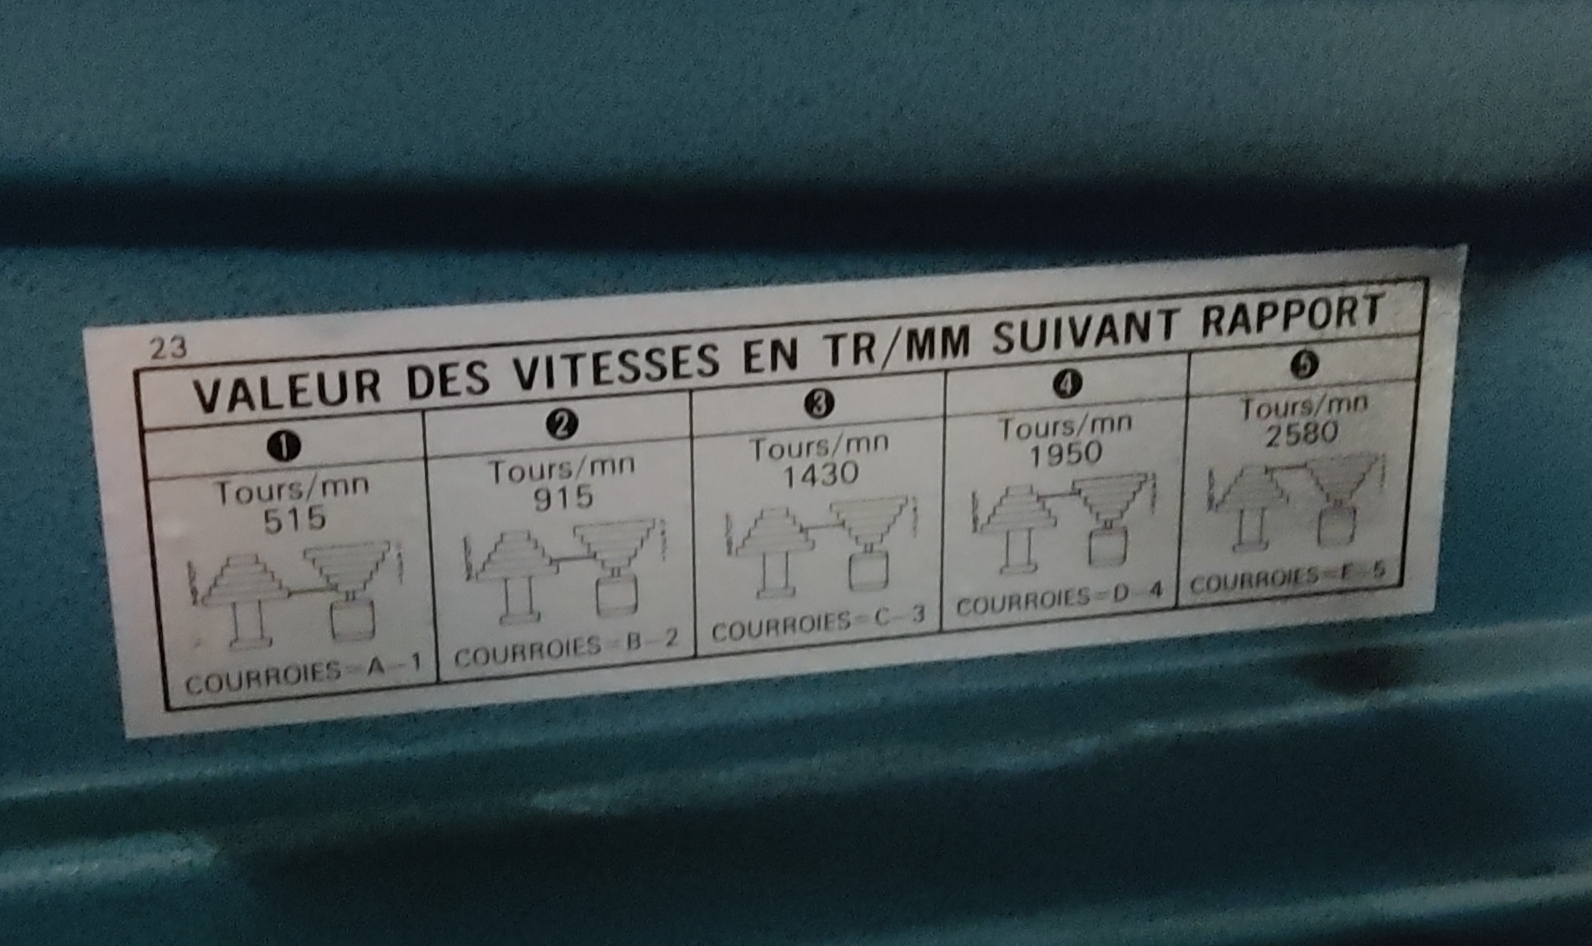 23
VALEUR DES VITESSES EN TR/MM SUIVANT RAPPORT
1 2 3 4 5
Tours/mn Tours/mn Tours/mn Tours/mn Tours/mn
515 915 1430 1950 2580
COURROIES=A-1 COURROIES=B-2 COURROIES=C-3 COURROIES=D-4 COURROIES=E-5